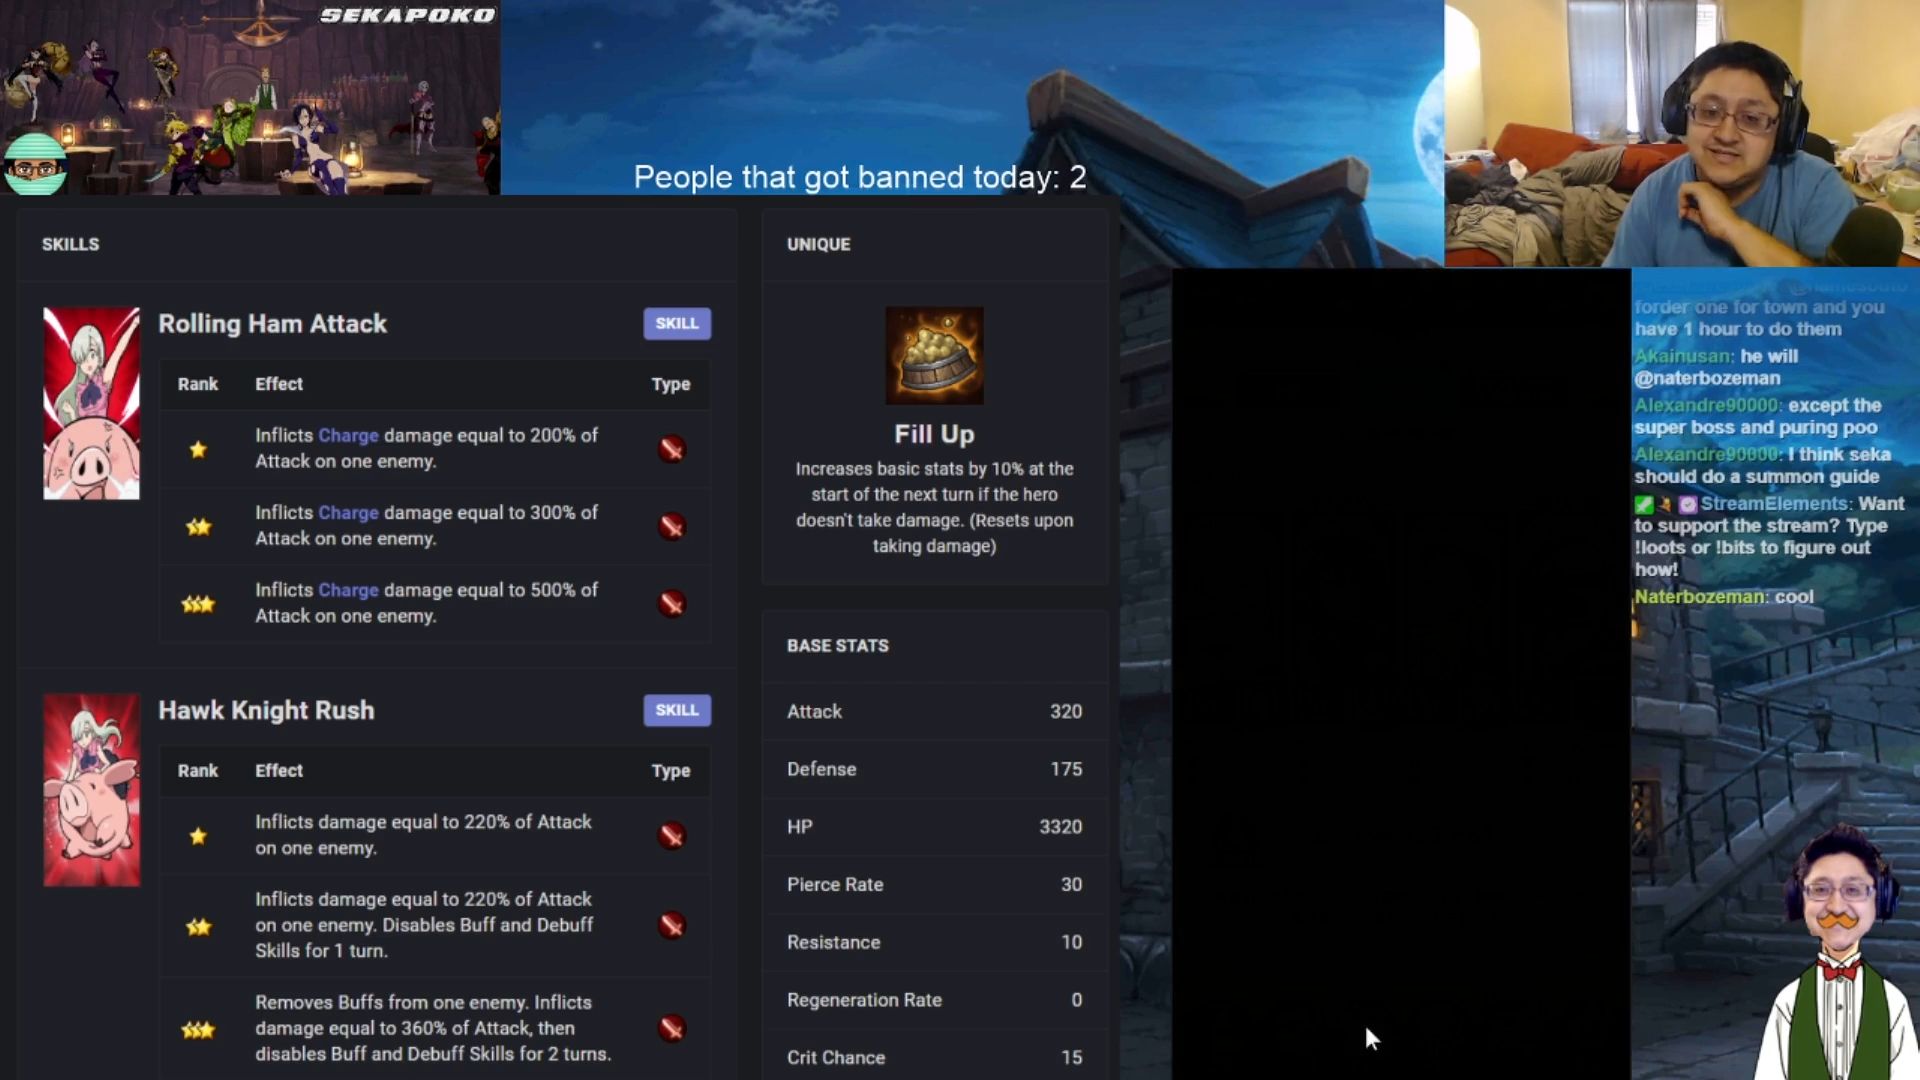 SEKAPOKO
People that got banned today: 2
SKILLS
Rolling Ham Attack
SKILL
Rank Effect Type
Inflicts Charge damage equal to 200% of
Attack on one enemy.
Inflicts Charge damage equal to 300% of
Attack on one enemy.
Inflicts Charge damage equal to 500% of
Attack on one enemy.
Hawk Knight Rush
SKILL
Rank Effect Type
Inflicts damage equal to 220% of Attack
on one enemy.
Inflicts damage equal to 220% of Attack
on one enemy. Disables Buff and Debuff
Skills for 1 turn.
Removes Buffs from one enemy. Inflicts
damage equal to 360% of Attack, then
disables Buff and Debuff Skills for 2 turns.
UNIQUE
Fill Up
Increases basic stats by 10% at the
start of the next turn if the hero
doesn't take damage. (Resets upon
taking damage)
BASE STATS
Attack 320
Defense 175
HP 3320
Pierce Rate 30
Resistance 10
Regeneration Rate 0
Crit Chance 15
forder one for town and you
have 1 hour to do them
Akainusan: he will
@naterbozeman
Alexandre90000: except the
super boss and puring poo
Alexandre90000: I think seka
should do a summon guide
StreamElements: Want
to support the stream? Type
!loots or !bits to figure out
how!
Naterbozeman: cool